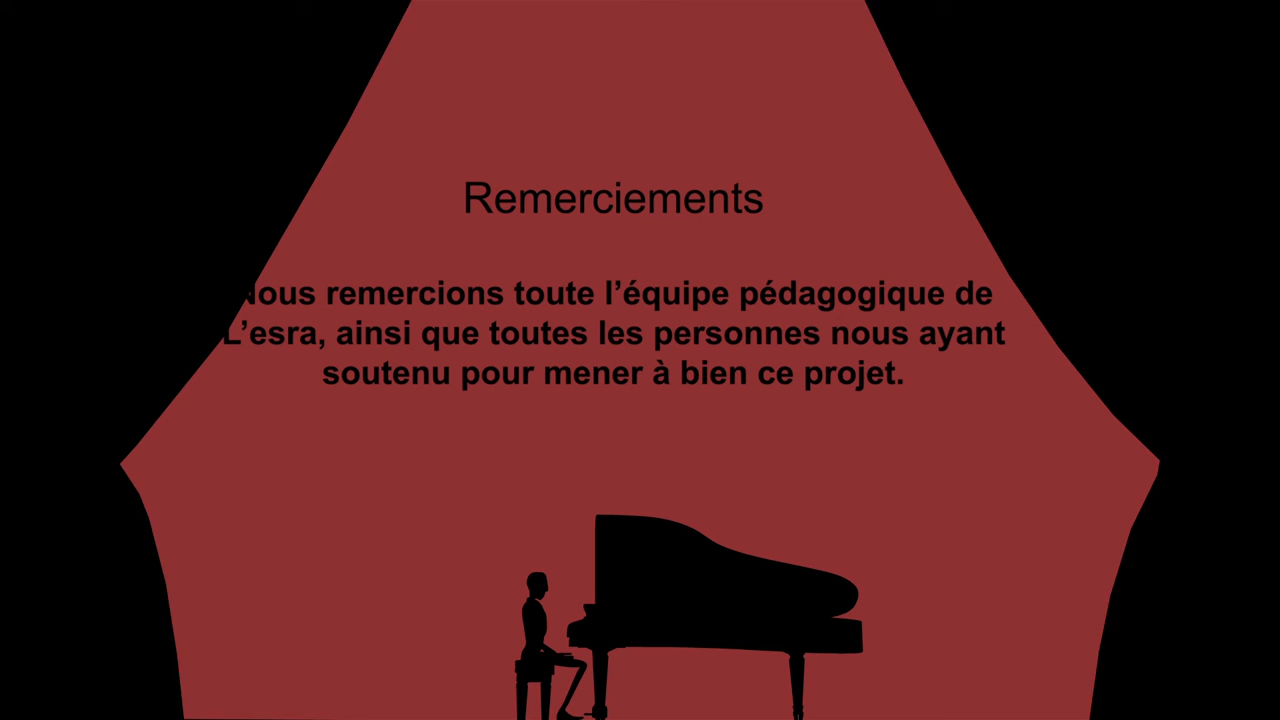 Remerciements
Nous remercions toute l’équipe pédagogique de
L’esra, ainsi que toutes les personnes nous ayant
soutenu pour mener à bien ce projet.